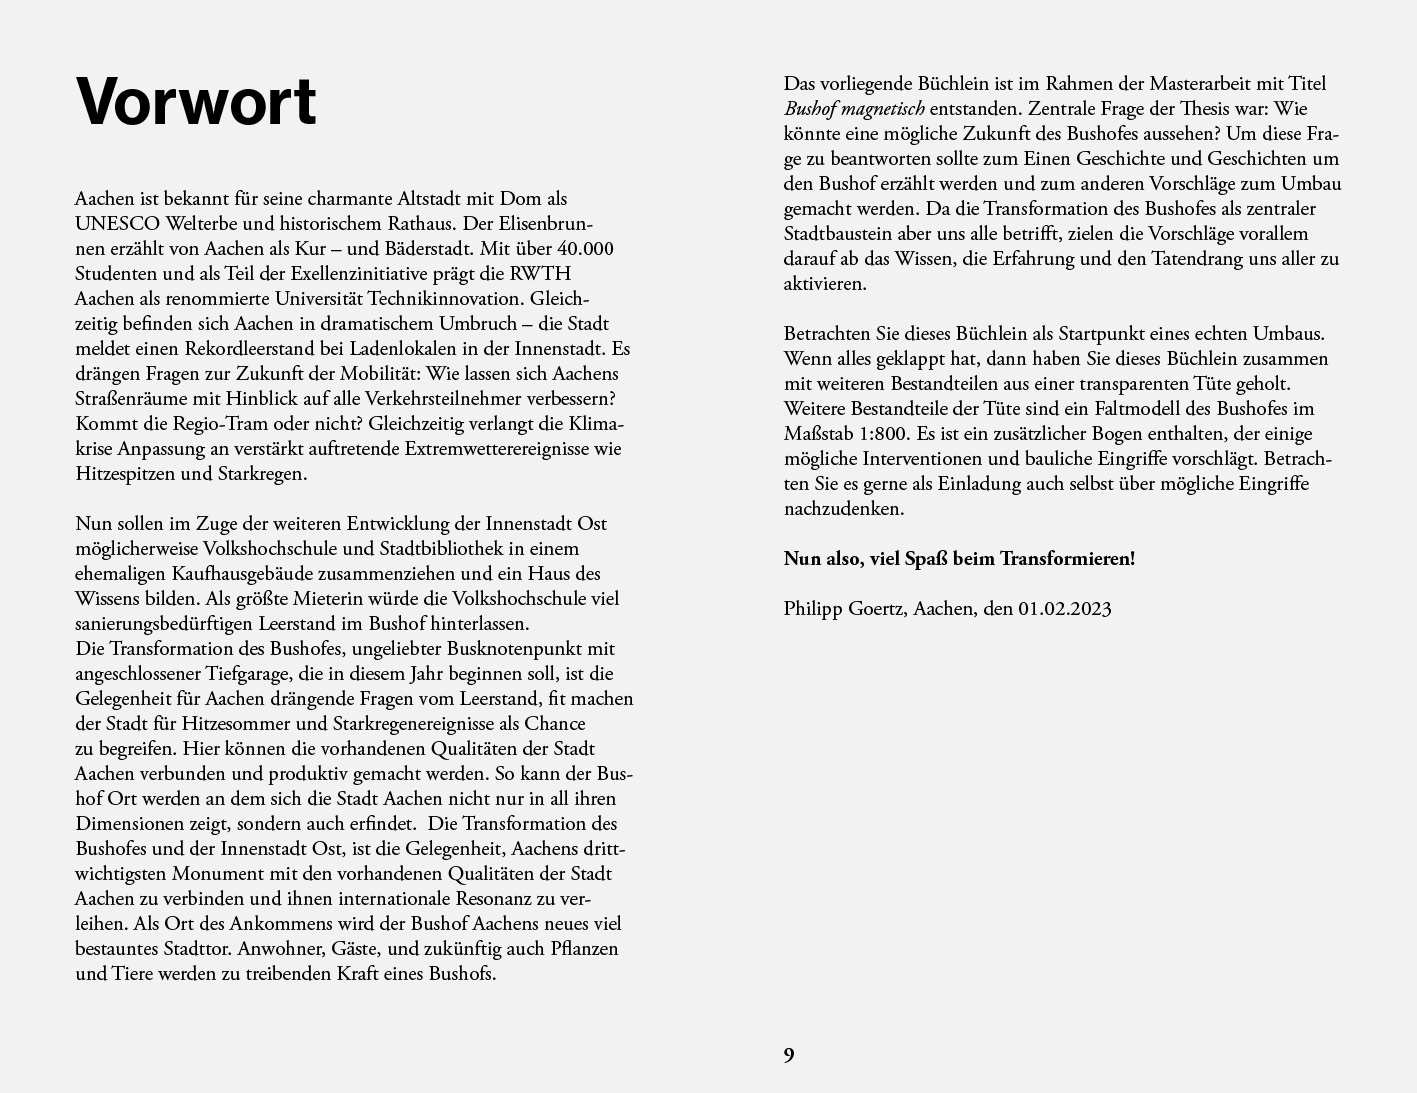 Vorwort
Aachen ist bekannt für seine charmante Altstadt mit Dom als
UNESCO Welterbe und historischem Rathaus. Der Elisenbrun-
nen erzählt von Aachen als Kur – und Bäderstadt. Mit über 40.000
Studenten und als Teil der Exellenzinitiative prägt die RWTH
Aachen als renommierte Universität Technikinnovation. Gleich-
zeitig befinden sich Aachen in dramatischem Umbruch – die Stadt
meldet einen Rekordleerstand bei Ladenlokalen in der Innenstadt. Es
drängen Fragen zur Zukunft der Mobilität: Wie lassen sich Aachens
Straßenräume mit Hinblick auf alle Verkehrsteilnehmer verbessern?
Kommt die Regio-Tram oder nicht? Gleichzeitig verlangt die Klima-
krise Anpassung an verstärkt auftretende Extremwetterereignisse wie
Hitzespitzen und Starkregen.
Nun sollen im Zuge der weiteren Entwicklung der Innenstadt Ost
möglicherweise Volkshochschule und Stadtbibliothek in einem
ehemaligen Kaufhausgebäude zusammenziehen und ein Haus des
Wissens bilden. Als größte Mieterin würde die Volkshochschule viel
sanierungsbedürftigen Leerstand im Bushof hinterlassen.
Die Transformation des Bushofes, ungeliebter Busknotenpunkt mit
angeschlossener Tiefgarage, die in diesem Jahr beginnen soll, ist die
Gelegenheit für Aachen drängende Fragen vom Leerstand, fit machen
der Stadt für Hitzesommer und Starkregenereignisse als Chance
zu begreifen. Hier können die vorhandenen Qualitäten der Stadt
Aachen verbunden und produktiv gemacht werden. So kann der Bus-
hof Ort werden an dem sich die Stadt Aachen nicht nur in all ihren
Dimensionen zeigt, sondern auch erfindet.  Die Transformation des
Bushofes und der Innenstadt Ost, ist die Gelegenheit, Aachens dritt-
wichtigsten Monument mit den vorhandenen Qualitäten der Stadt
Aachen zu verbinden und ihnen internationale Resonanz zu ver-
leihen. Als Ort des Ankommens wird der Bushof Aachens neues viel
bestauntes Stadttor. Anwohner, Gäste, und zukünftig auch Pflanzen
und Tiere werden zu treibenden Kraft eines Bushofs.
Das vorliegende Büchlein ist im Rahmen der Masterarbeit mit Titel
Bushof magnetisch entstanden. Zentrale Frage der Thesis war: Wie
könnte eine mögliche Zukunft des Bushofes aussehen? Um diese Fra-
ge zu beantworten sollte zum Einen Geschichte und Geschichten um
den Bushof erzählt werden und zum anderen Vorschläge zum Umbau
gemacht werden. Da die Transformation des Bushofes als zentraler
Stadtbaustein aber uns alle betrifft, zielen die Vorschläge vorallem
darauf ab das Wissen, die Erfahrung und den Tatendrang uns aller zu
aktivieren.
Betrachten Sie dieses Büchlein als Startpunkt eines echten Umbaus.
Wenn alles geklappt hat, dann haben Sie dieses Büchlein zusammen
mit weiteren Bestandteilen aus einer transparenten Tüte geholt.
Weitere Bestandteile der Tüte sind ein Faltmodell des Bushofes im
Maßstab 1:800. Es ist ein zusätzlicher Bogen enthalten, der einige
mögliche Interventionen und bauliche Eingriffe vorschlägt. Betrach-
ten Sie es gerne als Einladung auch selbst über mögliche Eingriffe
nachzudenken.
Nun also, viel Spaß beim Transformieren!
Philipp Goertz, Aachen, den 01.02.2023
9